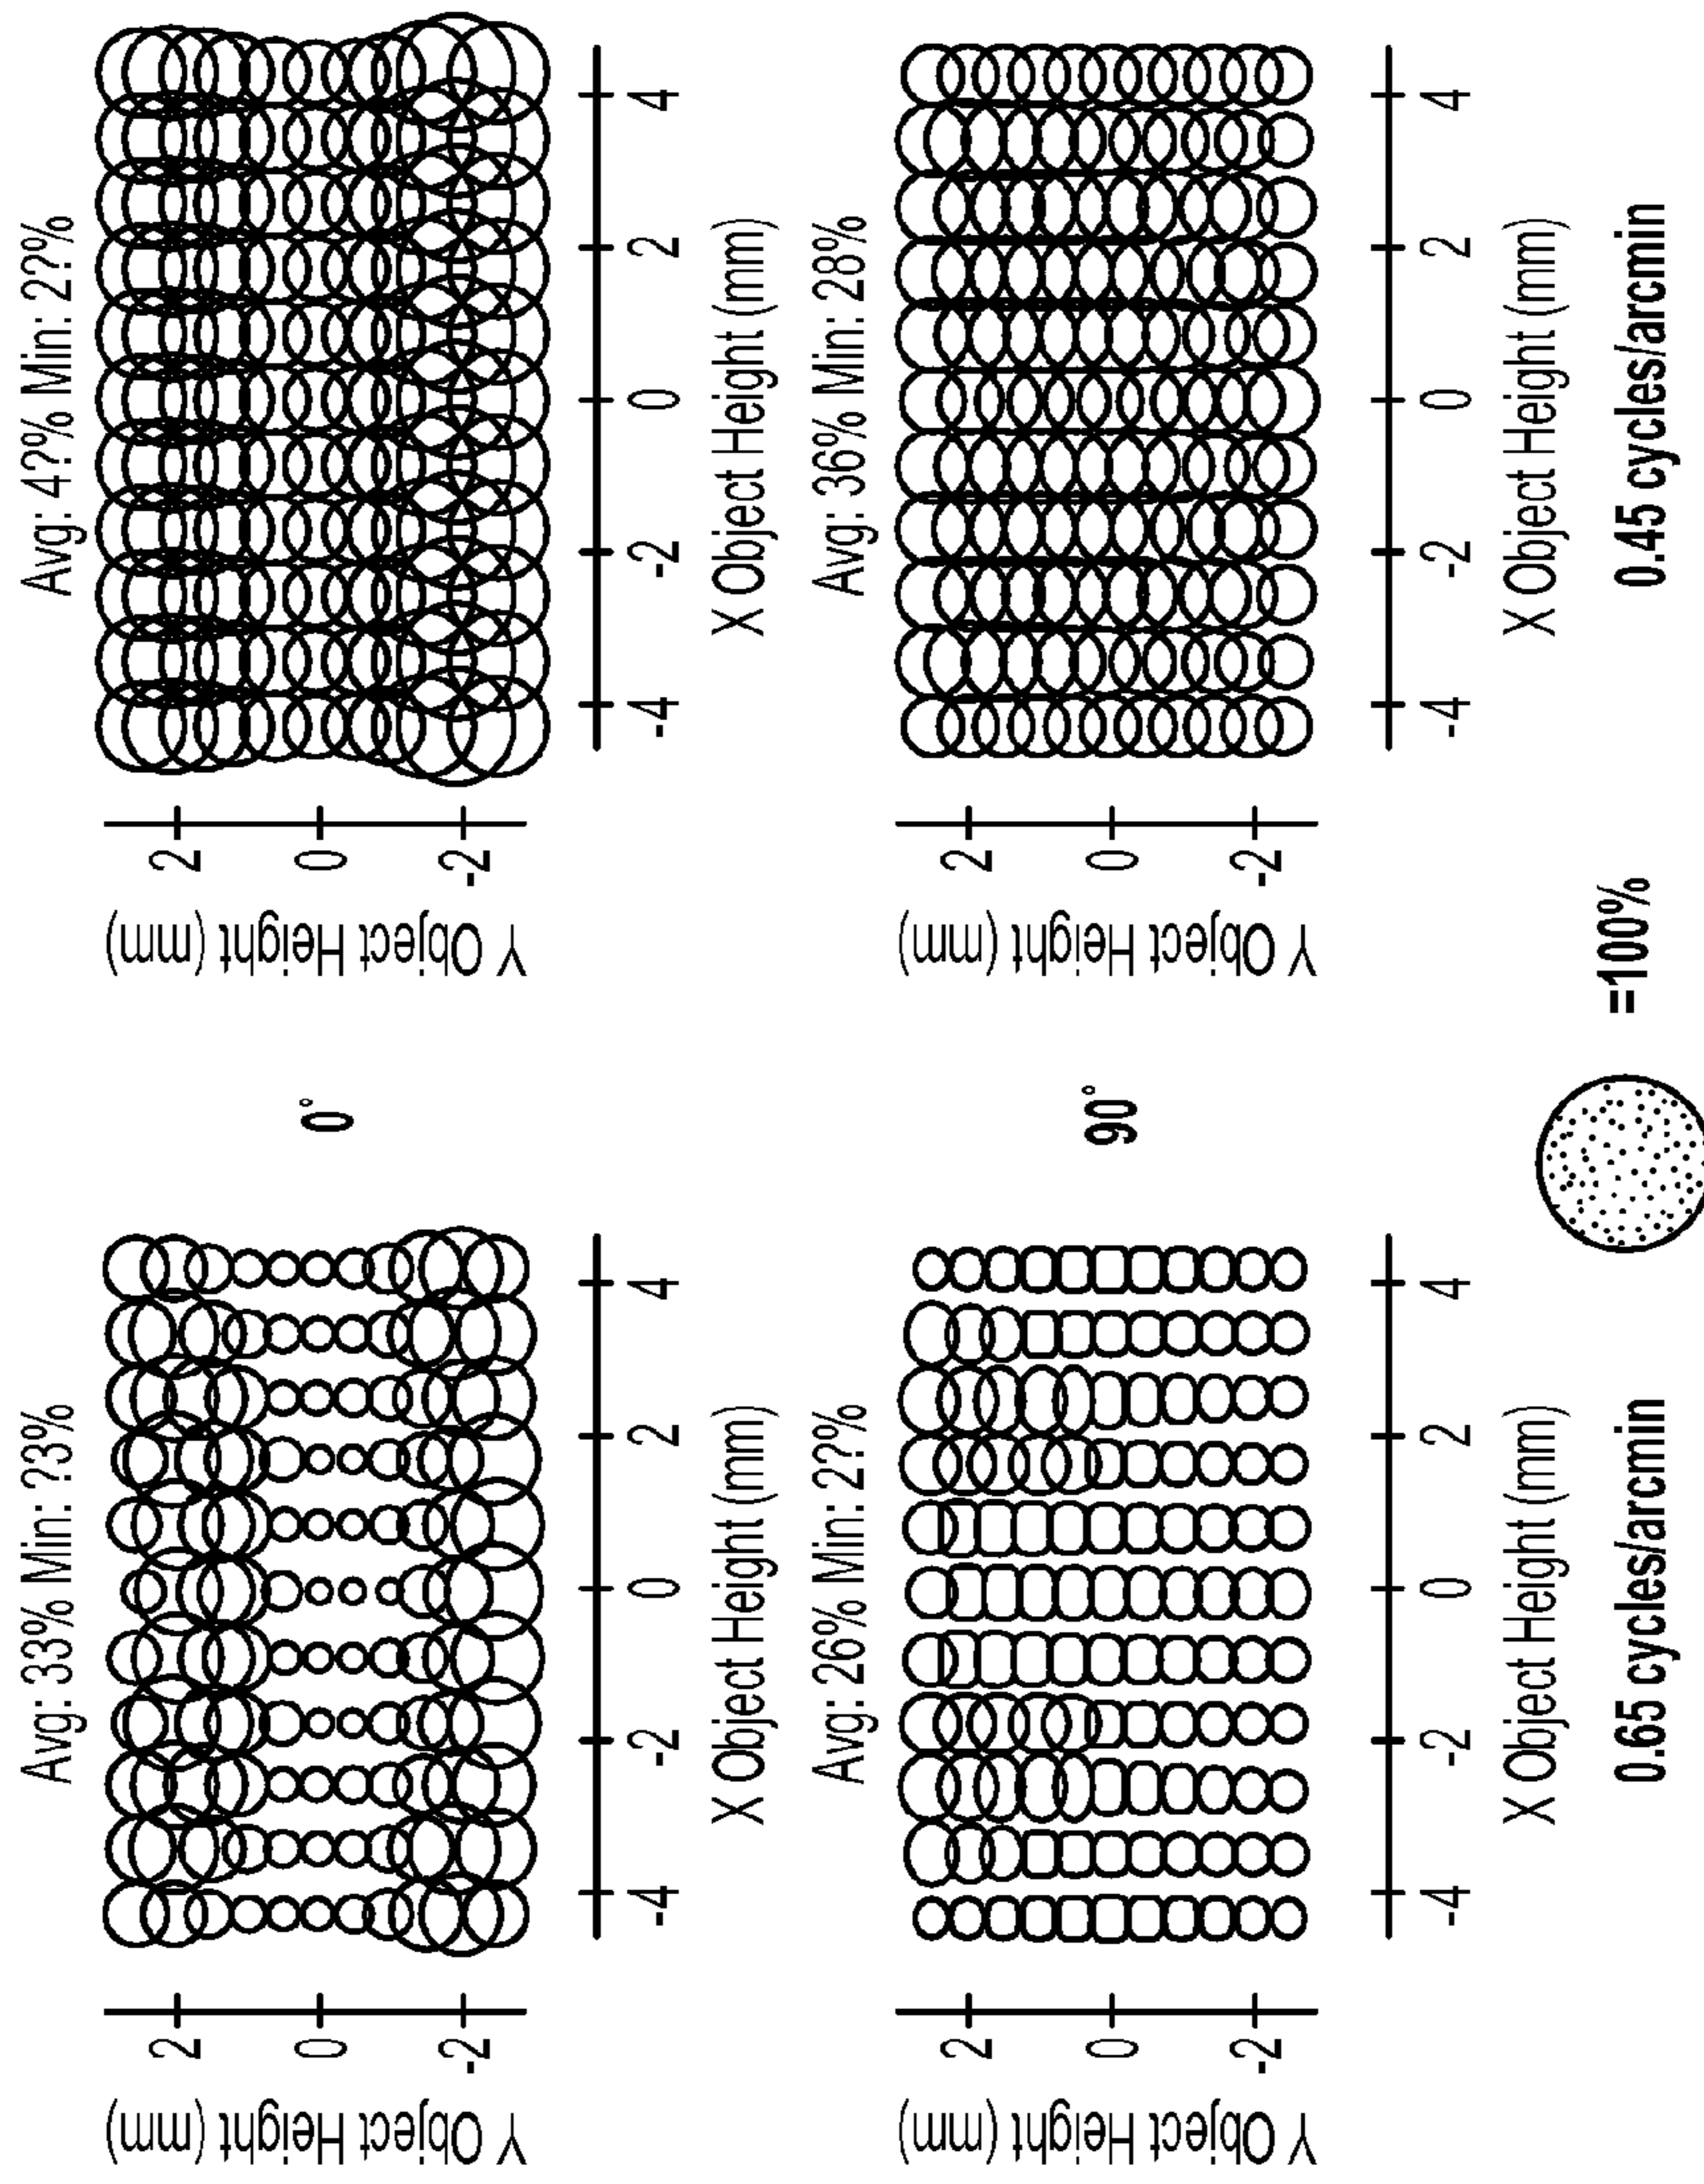 Avg: 33% Min: ?3%
Y Object Height (mm)
2
0
-2
-4 -2 0 2 4
X Object Height (mm)
0°
Avg: 4?% Min: 2?%
Y Object Height (mm)
2
0
-2
-4 -2 0 2 4
X Object Height (mm)
Avg: 26% Min: 2?%
Y Object Height (mm)
2
0
-2
-4 -2 0 2 4
X Object Height (mm)
90°
Avg: 36% Min: 28%
Y Object Height (mm)
2
0
-2
-4 -2 0 2 4
X Object Height (mm)
0.65 cycles/arcmin
=100%
0.45 cycles/arcmin